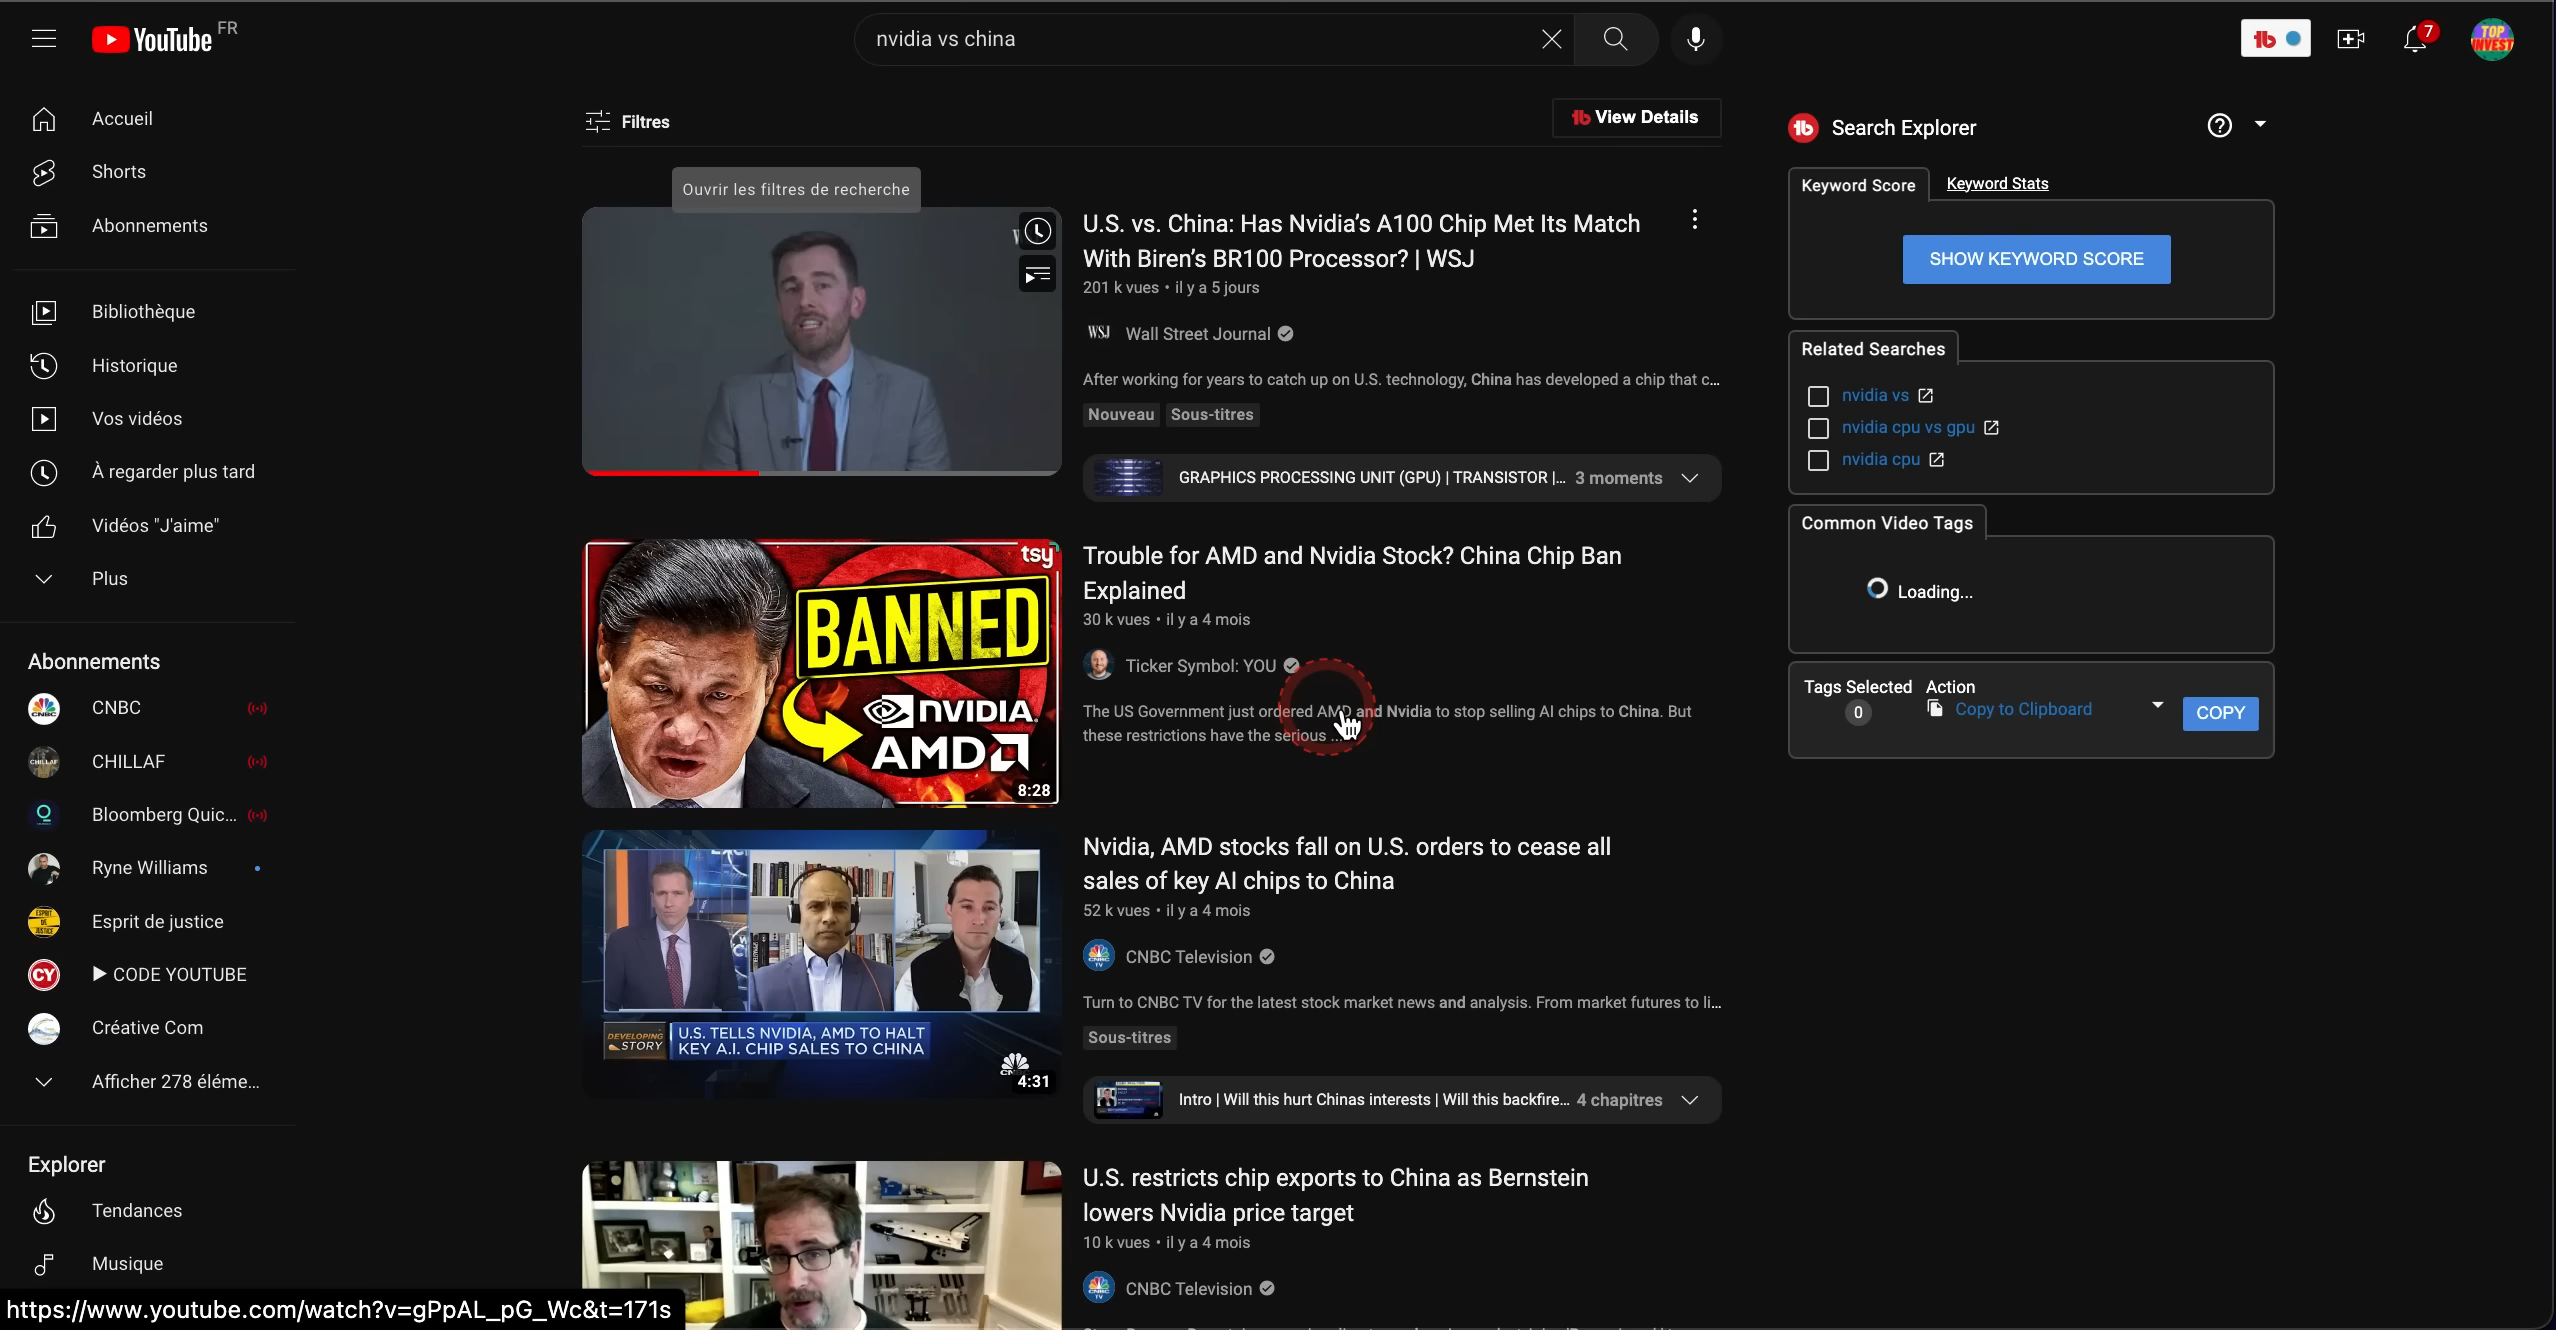 YouTube FR
nvidia vs china
7
TOP INVEST
Accueil
Shorts
Abonnements
Bibliothèque
Historique
Vos vidéos
À regarder plus tard
Vidéos "J'aime"
Plus
Abonnements
CNBC
CHILLAF
Bloomberg Quic...
Ryne Williams
Esprit de justice
▶ CODE YOUTUBE
Créative Com
Afficher 278 éléme...
Explorer
Tendances
Musique
https://www.youtube.com/watch?v=gPpAL_pG_Wc&t=171s
Filtres
View Details
Ouvrir les filtres de recherche
U.S. vs. China: Has Nvidia's A100 Chip Met Its Match
With Biren's BR100 Processor? | WSJ
201 k vues • il y a 5 jours
WSJ Wall Street Journal
After working for years to catch up on U.S. technology, China has developed a chip that c...
Nouveau Sous-titres
GRAPHICS PROCESSING UNIT (GPU) | TRANSISTOR |... 3 moments
tsy
BANNED
NVIDIA.
AMD
8:28
Trouble for AMD and Nvidia Stock? China Chip Ban
Explained
30 k vues • il y a 4 mois
Ticker Symbol: YOU
The US Government just ordered AMD and Nvidia to stop selling AI chips to China. But
these restrictions have the serious ...
DEVELOPING STORY
U.S. TELLS NVIDIA, AMD TO HALT
KEY A.I. CHIP SALES TO CHINA
4:31
Nvidia, AMD stocks fall on U.S. orders to cease all
sales of key AI chips to China
52 k vues • il y a 4 mois
CNBC Television
Turn to CNBC TV for the latest stock market news and analysis. From market futures to li...
Sous-titres
Intro | Will this hurt Chinas interests | Will this backfire... 4 chapitres
U.S. restricts chip exports to China as Bernstein
lowers Nvidia price target
10 k vues • il y a 4 mois
CNBC Television
Search Explorer
Keyword Score Keyword Stats
SHOW KEYWORD SCORE
Related Searches
nvidia vs
nvidia cpu vs gpu
nvidia cpu
Common Video Tags
Loading...
Tags Selected Action
0 Copy to Clipboard COPY